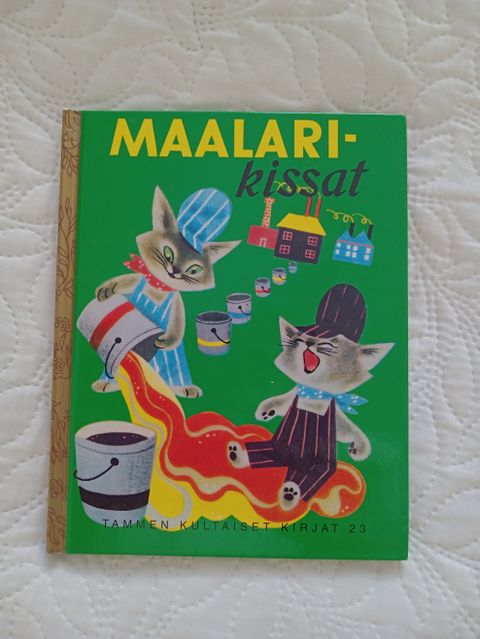 MAALARI-
kissat
TAMMEN KULTAISET KIRJAT 23